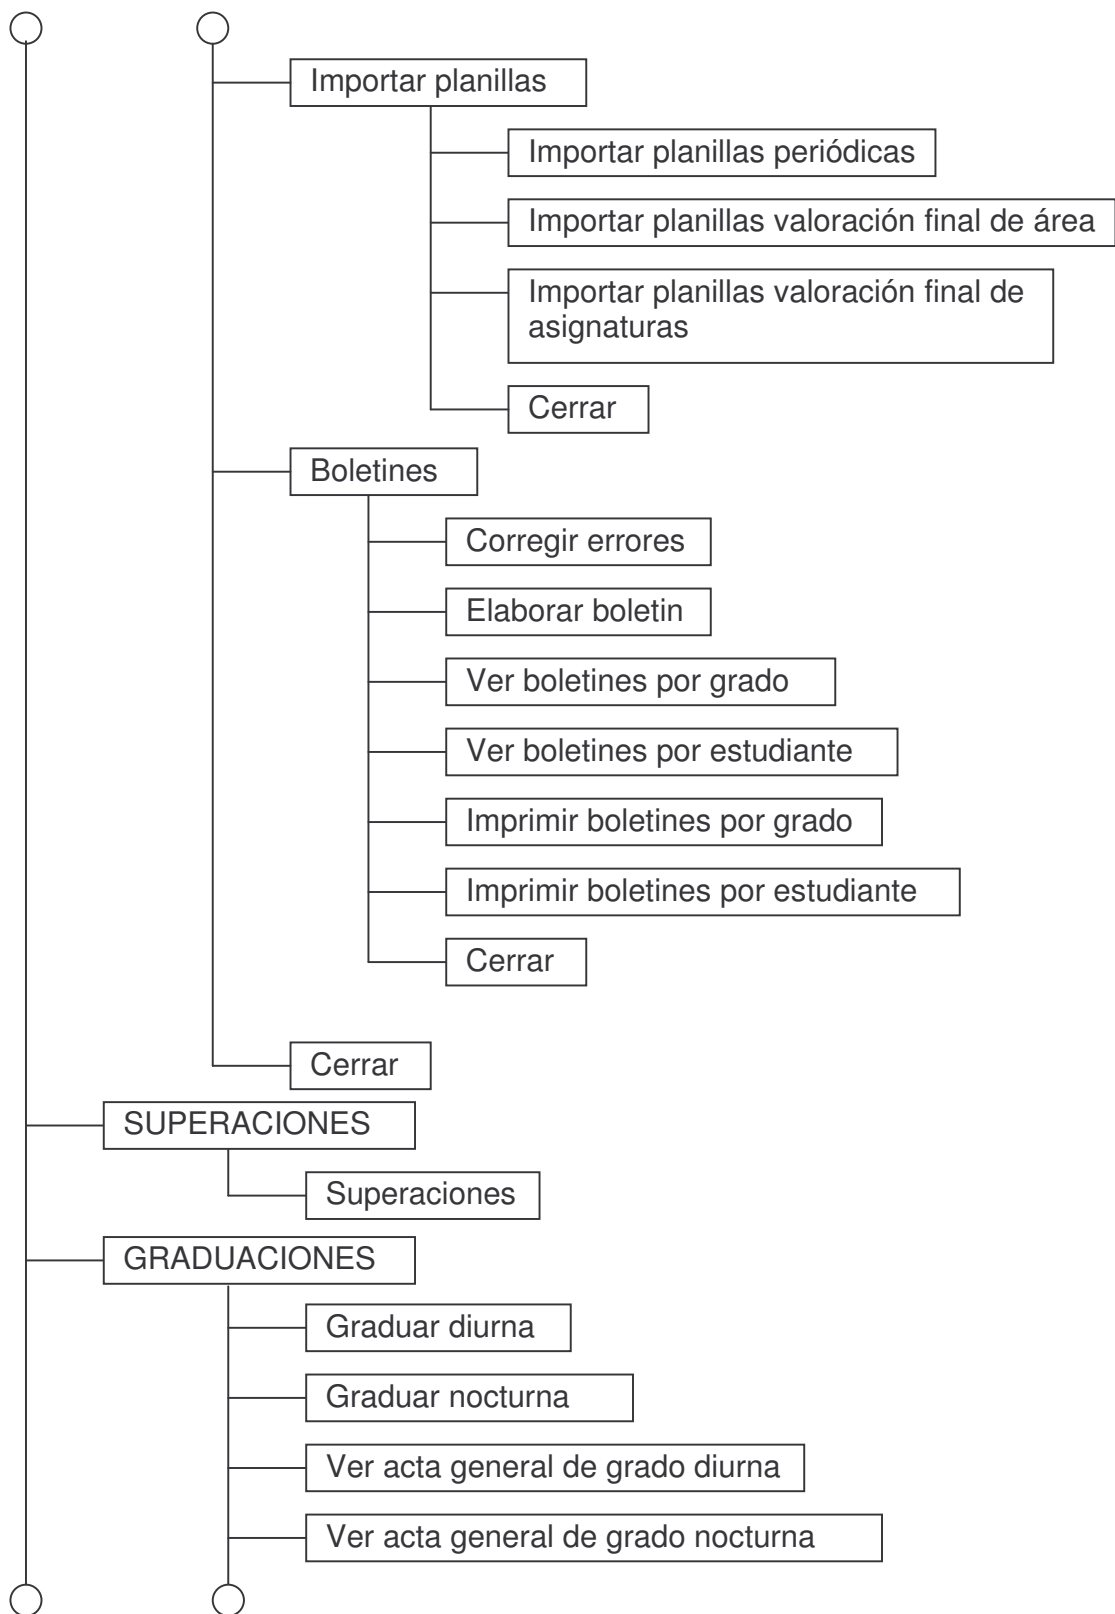 Importar planillas
Importar planillas periódicas
Importar planillas valoración final de área
Importar planillas valoración final de
asignaturas
Cerrar
Boletines
Corregir errores
Elaborar boletin
Ver boletines por grado
Ver boletines por estudiante
Imprimir boletines por grado
Imprimir boletines por estudiante
Cerrar
Cerrar
SUPERACIONES
Superaciones
GRADUACIONES
Graduar diurna
Graduar nocturna
Ver acta general de grado diurna
Ver acta general de grado nocturna